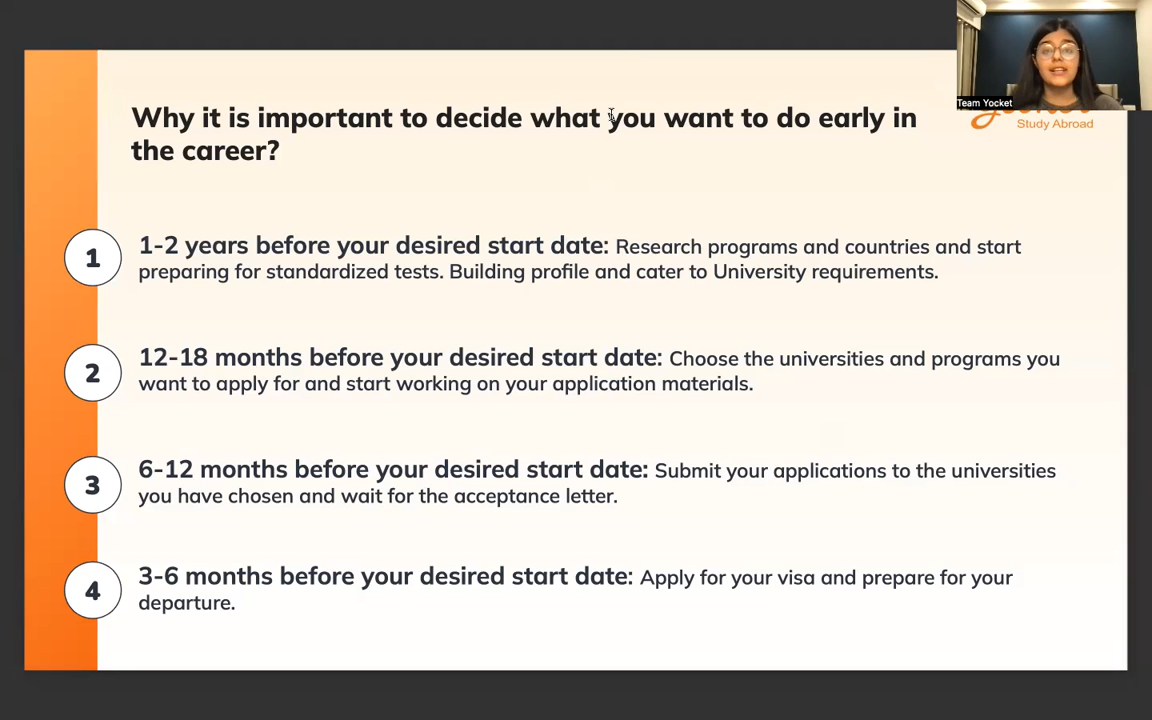 Team Yocket
Study Abroad
Why it is important to decide what you want to do early in
the career?
1
1-2 years before your desired start date: Research programs and countries and start
preparing for standardized tests. Building profile and cater to University requirements.
2
12-18 months before your desired start date: Choose the universities and programs you
want to apply for and start working on your application materials.
3
6-12 months before your desired start date: Submit your applications to the universities
you have chosen and wait for the acceptance letter.
4
3-6 months before your desired start date: Apply for your visa and prepare for your
departure.